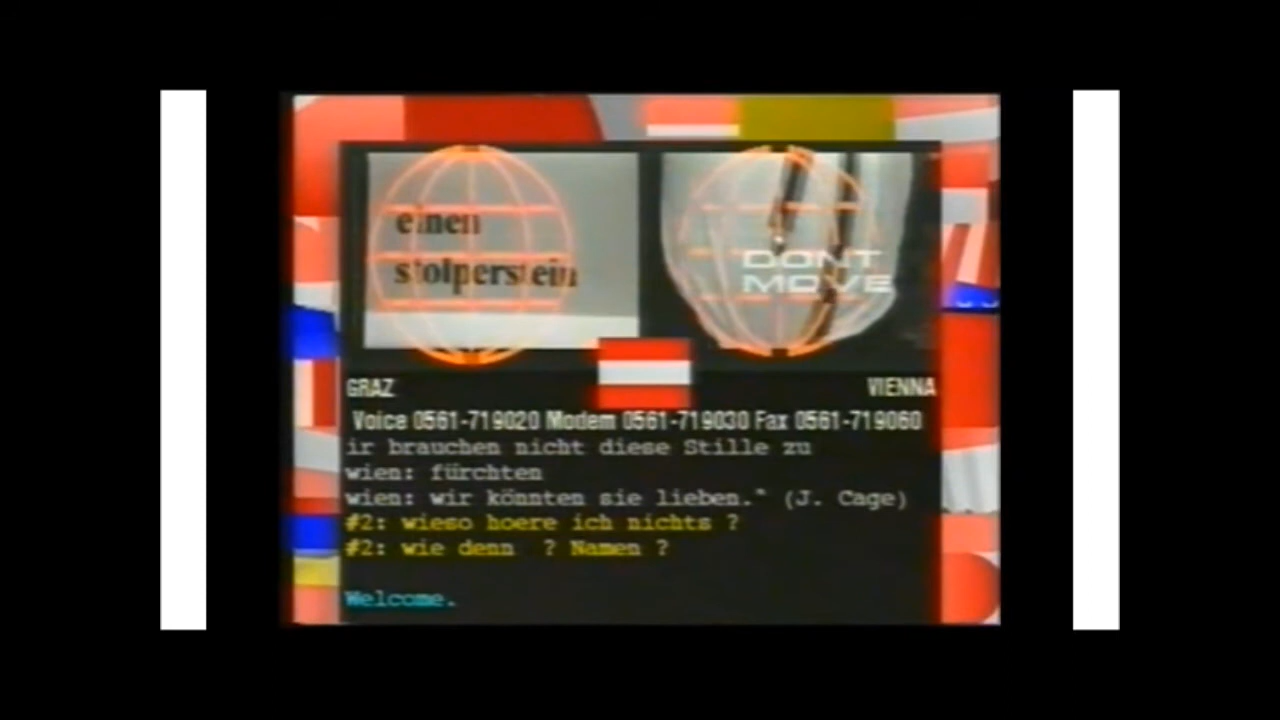 einen
stolperstein
DONT
MOVE
GRAZ
VIENNA
Voice 0561-719020 Modem 0561-719030 Fax 0561-719060
ir brauchen nicht diese Stille zu
wien: fürchten
wien: wir könnten sie lieben." (J. Cage)
#2: wieso hoere ich nichts ?
#2: wie denn ? Namen ?
Welcome.